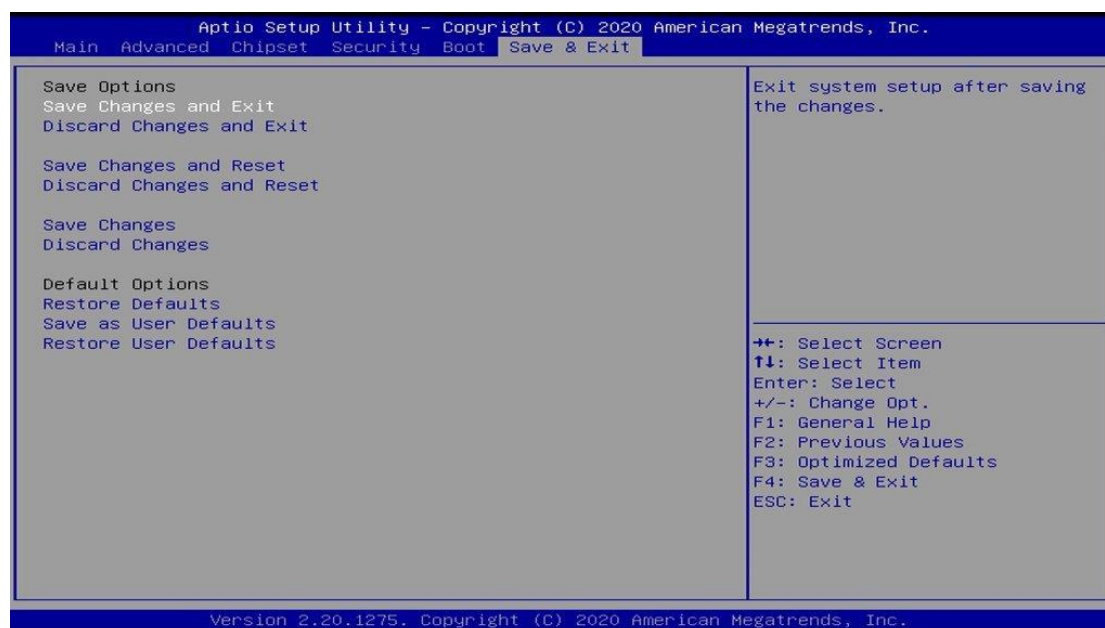 Aptio Setup Utility – Copyright (C) 2020 American Megatrends, Inc.
Main Advanced Chipset Security Boot Save & Exit
Save Options
Save Changes and Exit
Discard Changes and Exit
Save Changes and Reset
Discard Changes and Reset
Save Changes
Discard Changes
Default Options
Restore Defaults
Save as User Defaults
Restore User Defaults
Exit system setup after saving
the changes.
→←: Select Screen
↑↓: Select Item
Enter: Select
+/-: Change Opt.
F1: General Help
F2: Previous Values
F3: Optimized Defaults
F4: Save & Exit
ESC: Exit
Version 2.20.1275. Copyright (C) 2020 American Megatrends, Inc.